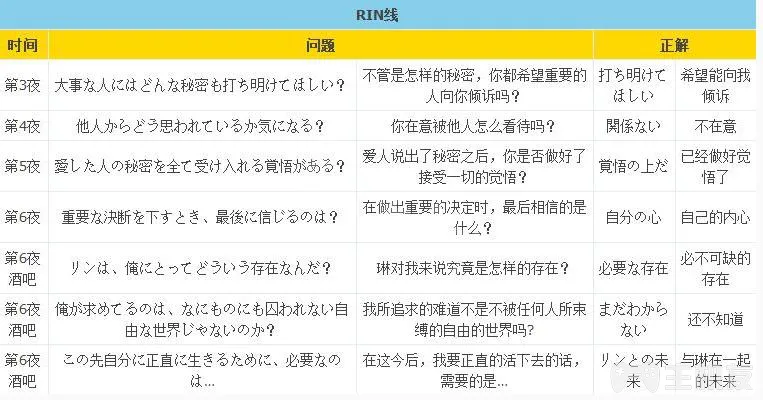 RIN线
时间 问题 正解
第3夜 大事な人にはどんな秘密も打ち明けてほしい？ 不管是怎样的秘密，你都希望重要的人向你倾诉吗？ 打ち明けてほしい 希望能向我倾诉
第4夜 他人からどう思われているか気になる？ 你在意被他人怎么看待吗？ 関係ない 不在意
第5夜 愛した人の秘密を全て受け入れる覚悟がある？ 爱人说出了秘密之后，你是否做好了接受一切的觉悟？ 覚悟の上だ 已经做好觉悟了
第6夜 重要な決断を下すとき、最後に信じるのは？ 在做出重要的决定时，最后相信的是什么？ 自分の心 自己的内心
第6夜酒吧 リンは、俺にとってどういう存在なんだ？ 琳对我来说究竟是怎样的存在？ 必要な存在 必不可缺的存在
第6夜酒吧 俺が求めてるのは、なにものにも囚われない自由な世界じゃないのか？ 我所追求的难道不是不被任何人所束缚的自由的世界吗? まだわからない 还不知道
第6夜酒吧 この先自分に正直に生きるために、必要なのは… 在这今后，我要正直的活下去的话，需要的是… リンとの未来 与琳在一起的未来